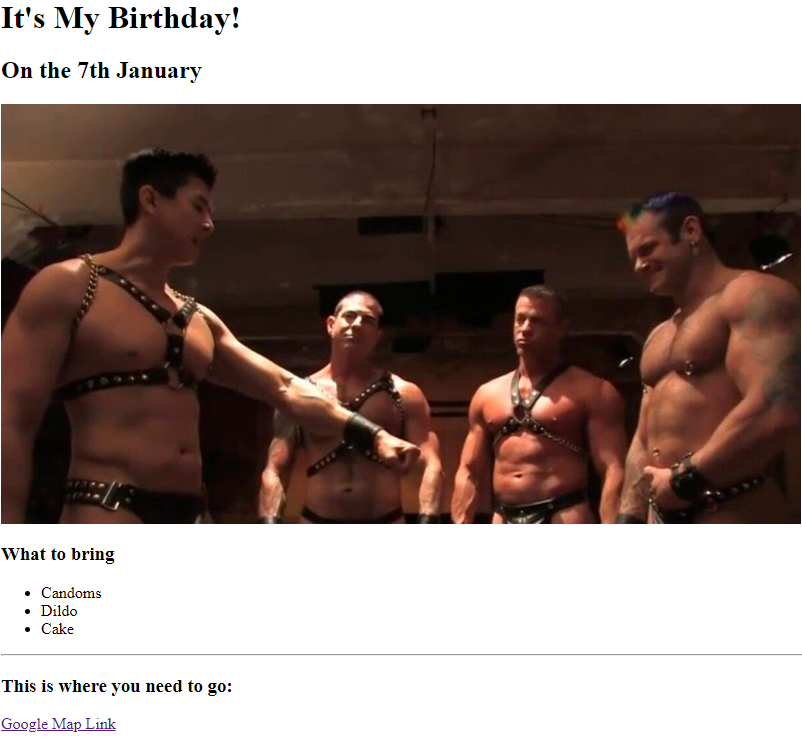 It's My Birthday!
On the 7th January
What to bring
Candoms
Dildo
Cake
This is where you need to go:
Google Map Link